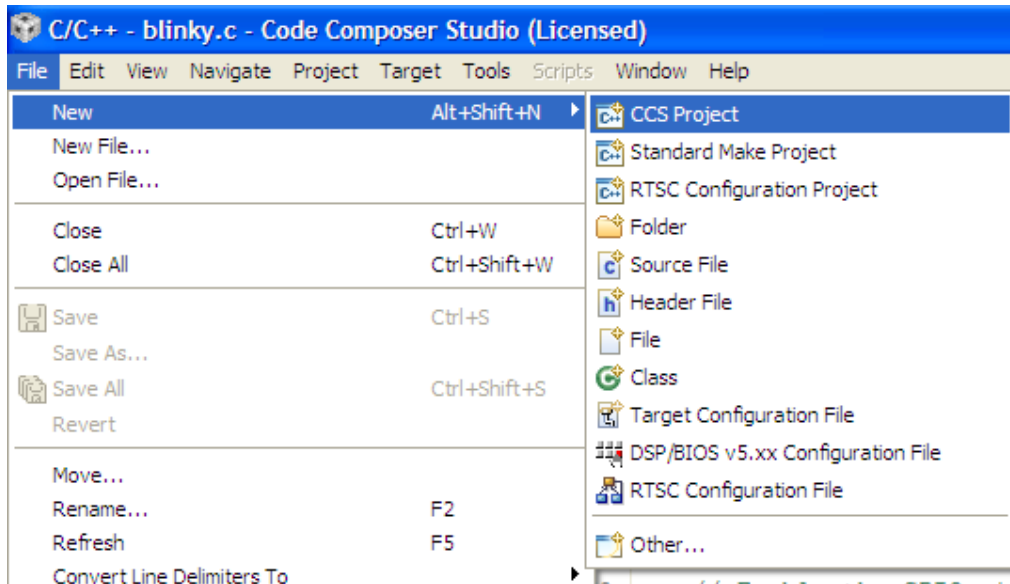 C/C++ - blinky.c - Code Composer Studio (Licensed)
File Edit View Navigate Project Target Tools Scripts Window Help
New Alt+Shift+N
New File...
Open File...
Close Ctrl+W
Close All Ctrl+Shift+W
Save Ctrl+S
Save As...
Save All Ctrl+Shift+S
Revert
Move...
Rename... F2
Refresh F5
Convert Line Delimiters To
CCS Project
Standard Make Project
RTSC Configuration Project
Folder
Source File
Header File
File
Class
Target Configuration File
DSP/BIOS v5.xx Configuration File
RTSC Configuration File
Other...